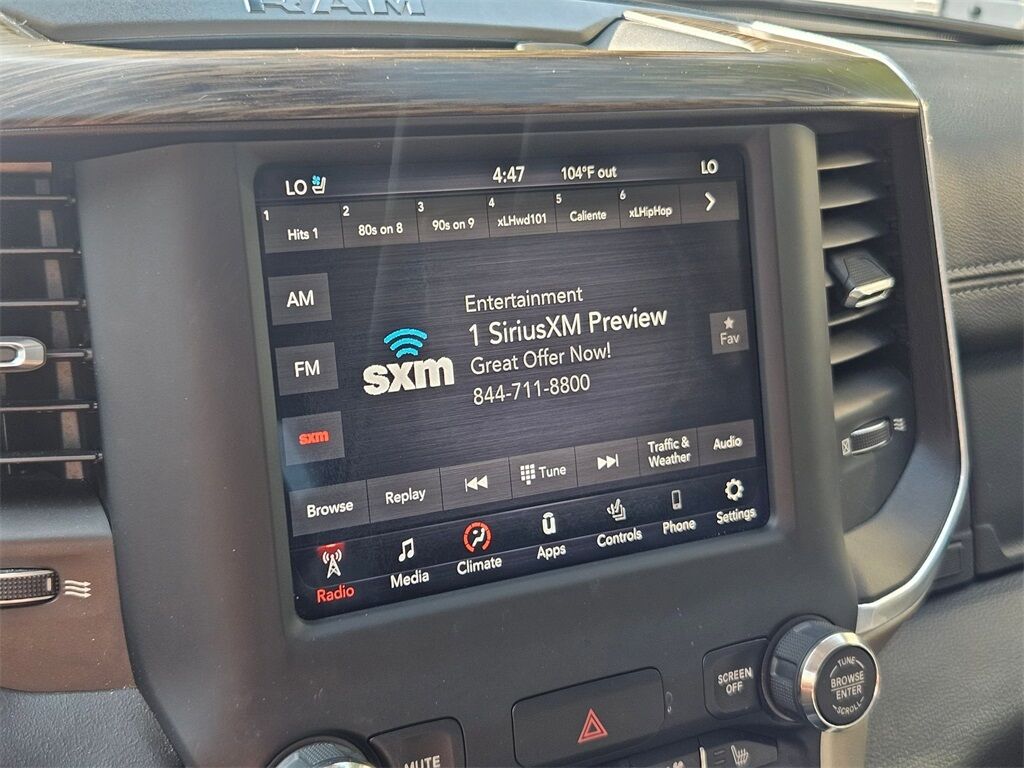 RAM
LO 4:47 104°F out LO
1 Hits 1 2 80s on 8 3 90s on 9 4 xLHwd101 5 Caliente 6 xlHipHop >
AM
FM
sxm
sxm
Entertainment
1 SiriusXM Preview
Great Offer Now!
844-711-8800
Fav
Browse Replay Tune Traffic & Weather Audio
Radio Media Climate Apps Controls Phone Settings
SCREEN
OFF
TUNE
BROWSE
ENTER
SCROLL
MUTE